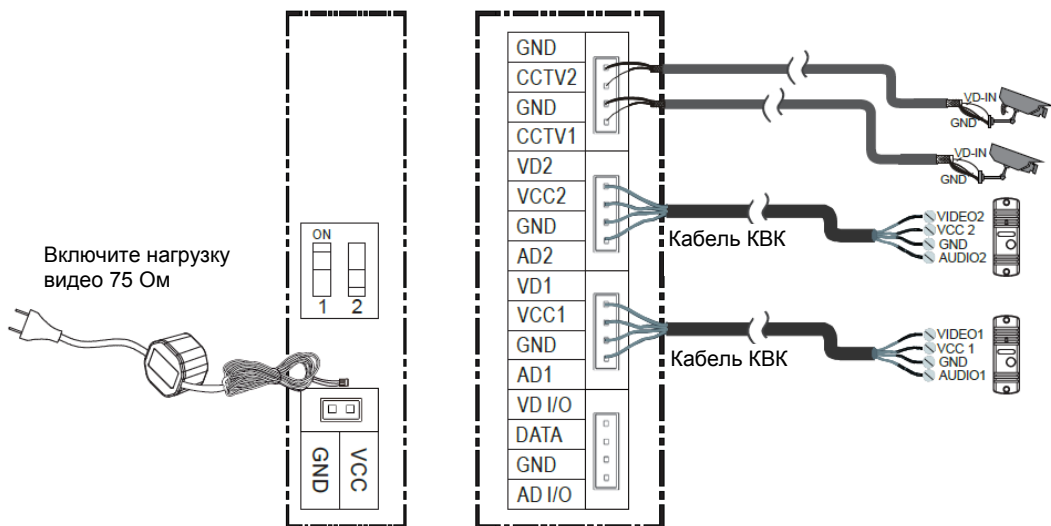 Включите нагрузку
видео 75 Ом
ON
1 2
GND
VCC
GND
CCTV2
GND
CCTV1
VD2
VCC2
GND
AD2
VD1
VCC1
GND
AD1
VD I/O
DATA
GND
AD I/O
VD-IN
GND
VD-IN
GND
Кабель КВК
VIDEO2
VCC 2
GND
AUDIO2
Кабель КВК
VIDEO1
VCC 1
GND
AUDIO1